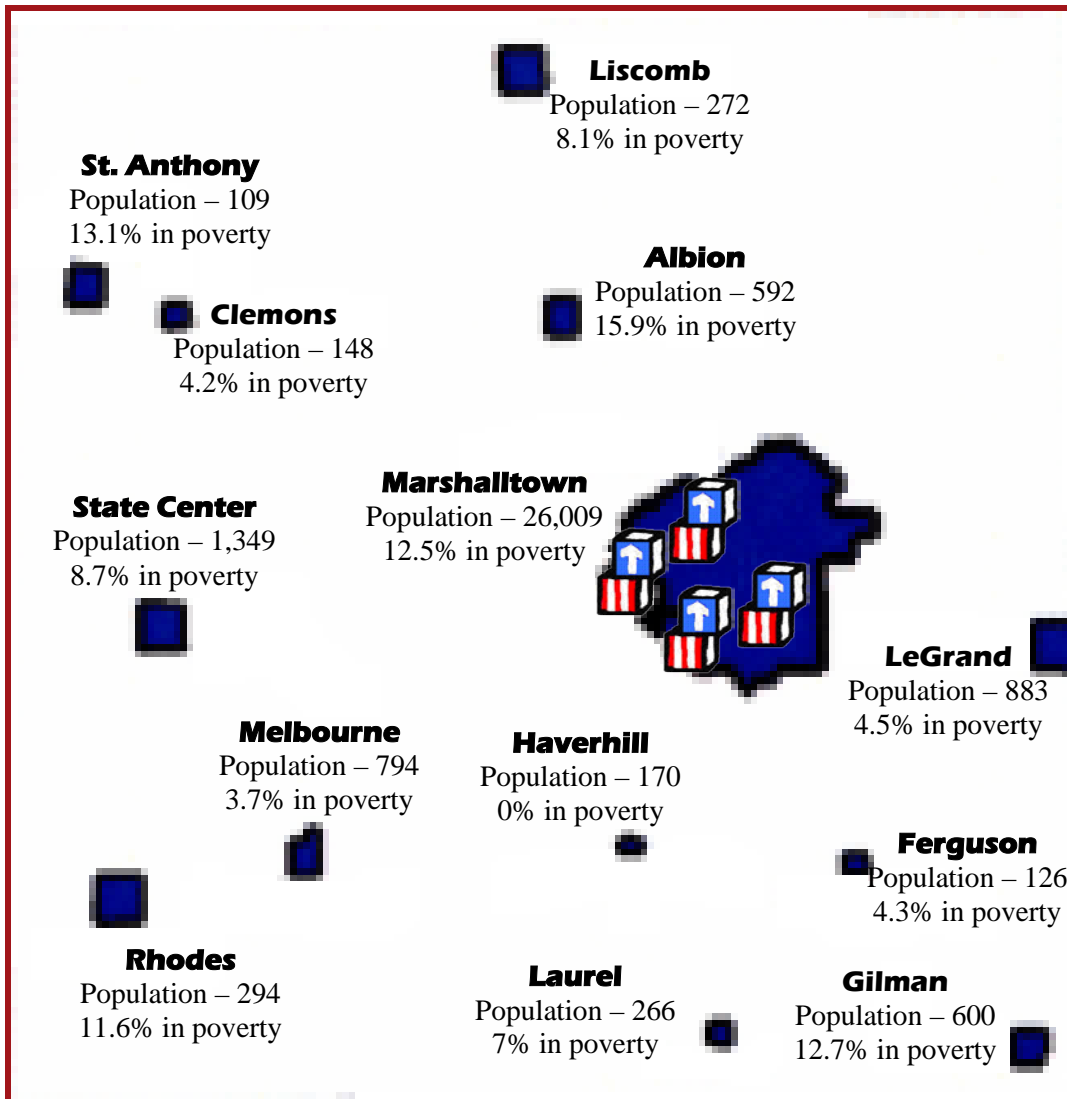 Liscomb
Population – 272
8.1% in poverty
St. Anthony
Population – 109
13.1% in poverty
Albion
Population – 592
15.9% in poverty
Clemons
Population – 148
4.2% in poverty
Marshalltown
Population – 26,009
12.5% in poverty
State Center
Population – 1,349
8.7% in poverty
LeGrand
Population – 883
4.5% in poverty
Melbourne
Population – 794
3.7% in poverty
Haverhill
Population – 170
0% in poverty
Ferguson
Population – 126
4.3% in poverty
Rhodes
Population – 294
11.6% in poverty
Laurel
Population – 266
7% in poverty
Gilman
Population – 600
12.7% in poverty